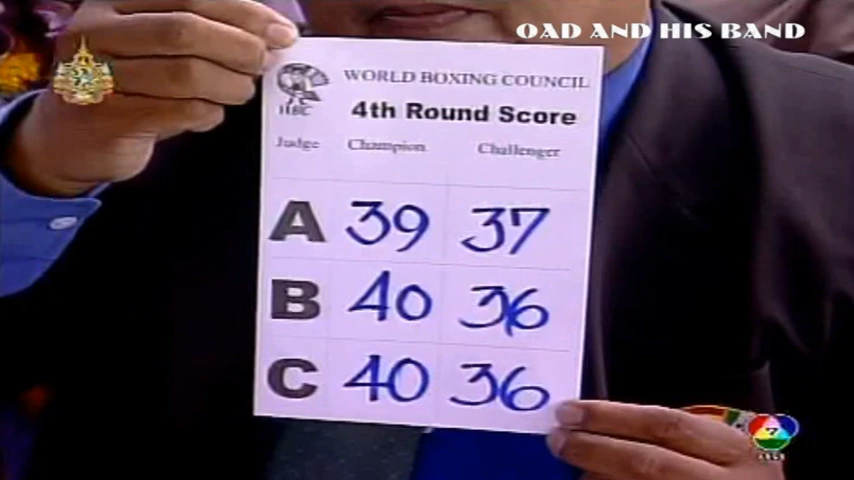 OAD AND HIS BAND
WORLD BOXING COUNCIL
4th Round Score
Judge Champion Challenger
A 39 37
B 40 36
C 40 36
7